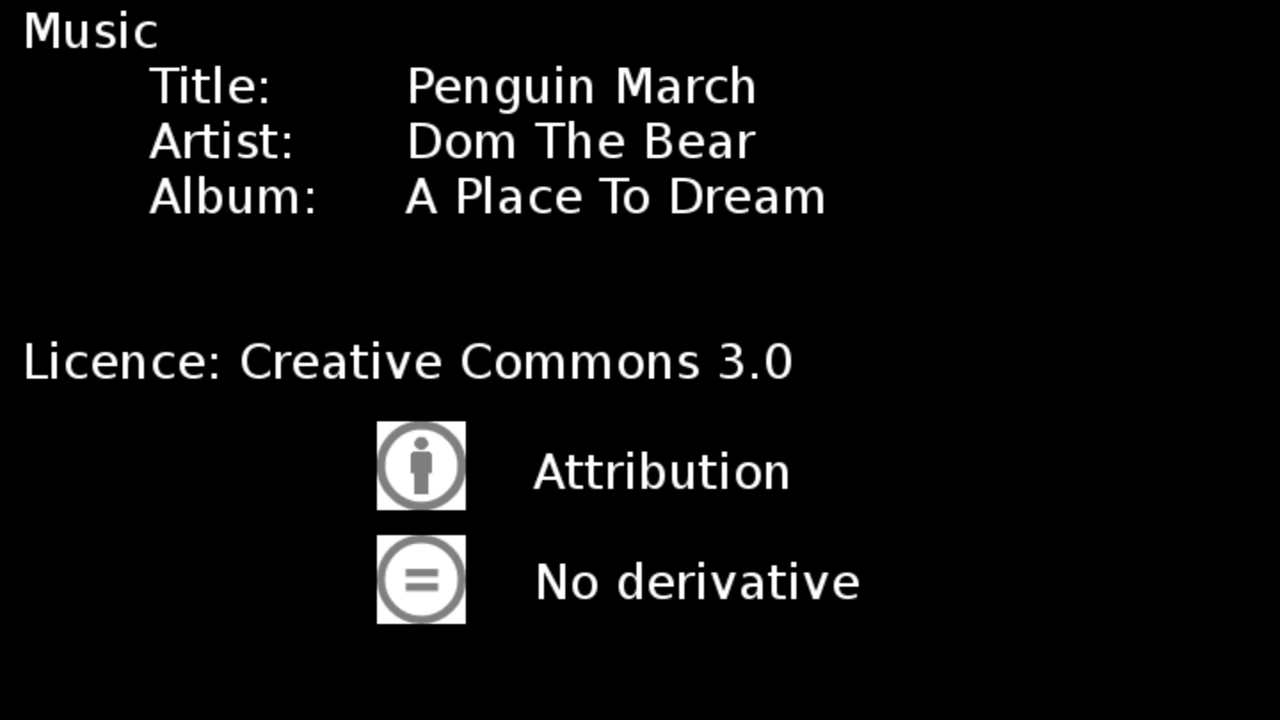 Music
Title: Penguin March
Artist: Dom The Bear
Album: A Place To Dream
Licence: Creative Commons 3.0
Attribution
No derivative